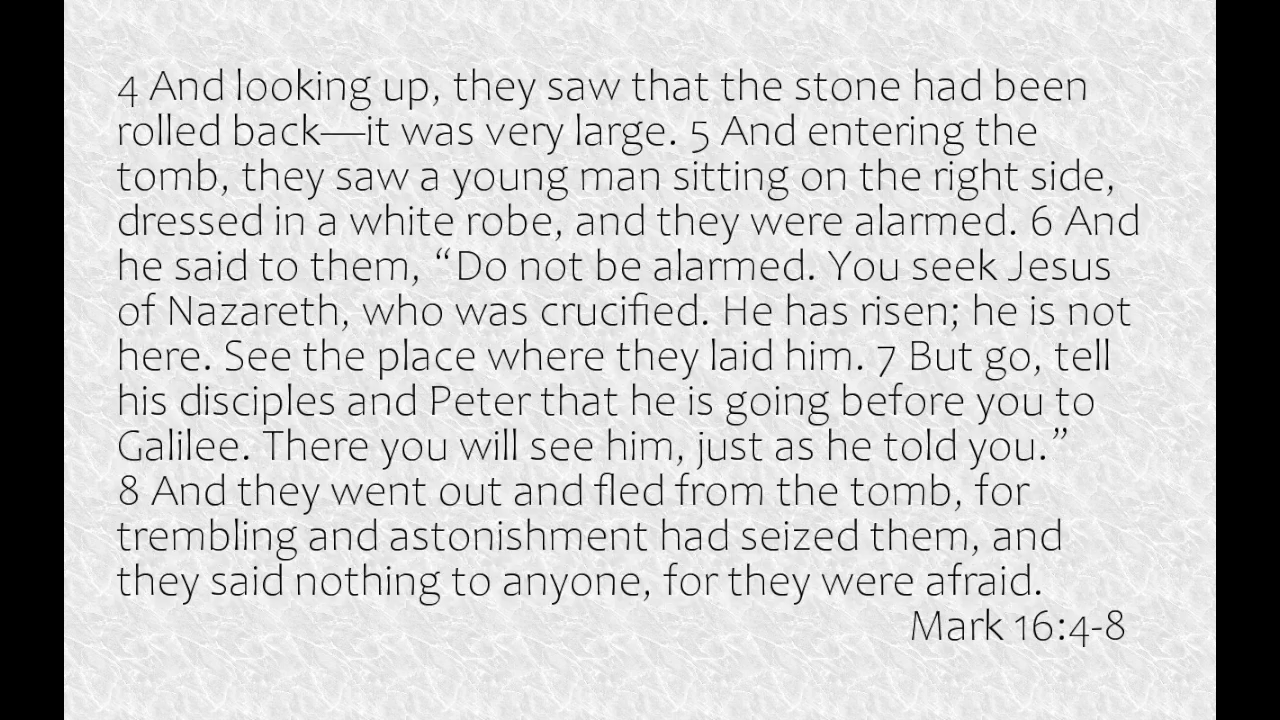 4 And looking up, they saw that the stone had been
rolled back—it was very large. 5 And entering the
tomb, they saw a young man sitting on the right side,
dressed in a white robe, and they were alarmed. 6 And
he said to them, “Do not be alarmed. You seek Jesus
of Nazareth, who was crucified. He has risen; he is not
here. See the place where they laid him. 7 But go, tell
his disciples and Peter that he is going before you to
Galilee. There you will see him, just as he told you.”
8 And they went out and fled from the tomb, for
trembling and astonishment had seized them, and
they said nothing to anyone, for they were afraid.
Mark 16:4-8